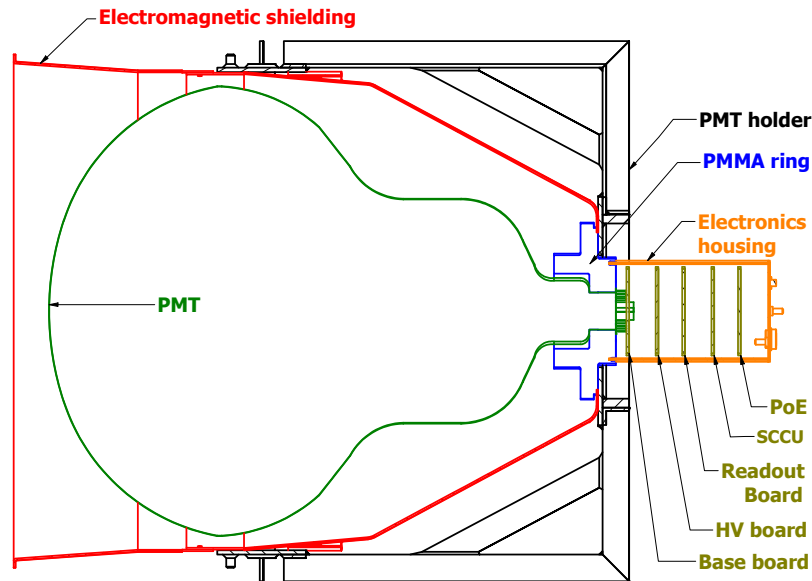 Electromagnetic shielding
PMT holder
PMMA ring
Electronics
housing
PMT
PoE
SCCU
Readout
Board
HV board
Base board